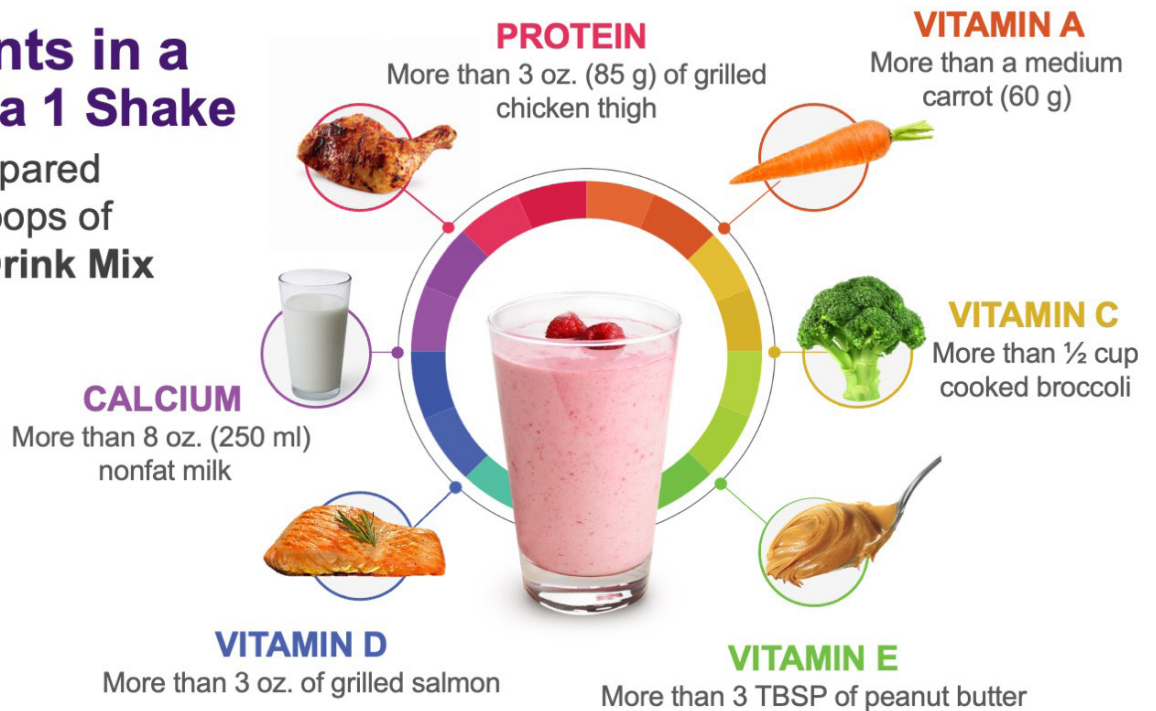 nts in a
a 1 Shake
pared
oops of
rink Mix
PROTEIN
More than 3 oz. (85 g) of grilled
chicken thigh
VITAMIN A
More than a medium
carrot (60 g)
VITAMIN C
More than ½ cup
cooked broccoli
CALCIUM
More than 8 oz. (250 ml)
nonfat milk
VITAMIN D
More than 3 oz. of grilled salmon
VITAMIN E
More than 3 TBSP of peanut butter